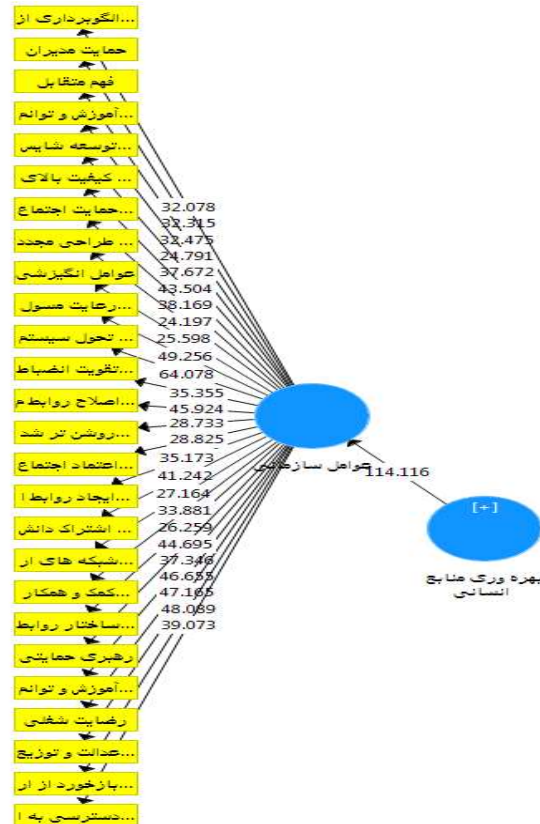 الگوبرداری از...
حمایت مدیران
فهم متقابل
آموزش و توانم...
توسعه شایس...
کیفیت بالای ...
حمایت اجتماع...
طراحی مجدد ...
عوامل انگیزشی
رعایت مسول...
تحول سیستم ...
تقویت انضباط...
اصلاح روابط م...
روشن تر شد...
اعتماد اجتماع...
ایجاد روابط ا...
اشتراک دانش ...
شبکه های ار...
کمک و همکار...
ساختار روابط...
رهبری حمایتی
آموزش و توانم...
رضایت شغلی
عدالت و توزیع...
بازخورد از ار...
دسترسی به ا...
32.078
32.315
32.475
24.791
37.672
43.504
38.169
24.197
25.598
49.256
64.078
35.355
45.924
28.733
28.825
35.173
41.242
27.164
33.881
26.259
44.695
37.346
46.655
47.165
48.089
39.073
عوامل سازمانی
114.116
[+]
بهره وری منابع
انسانی